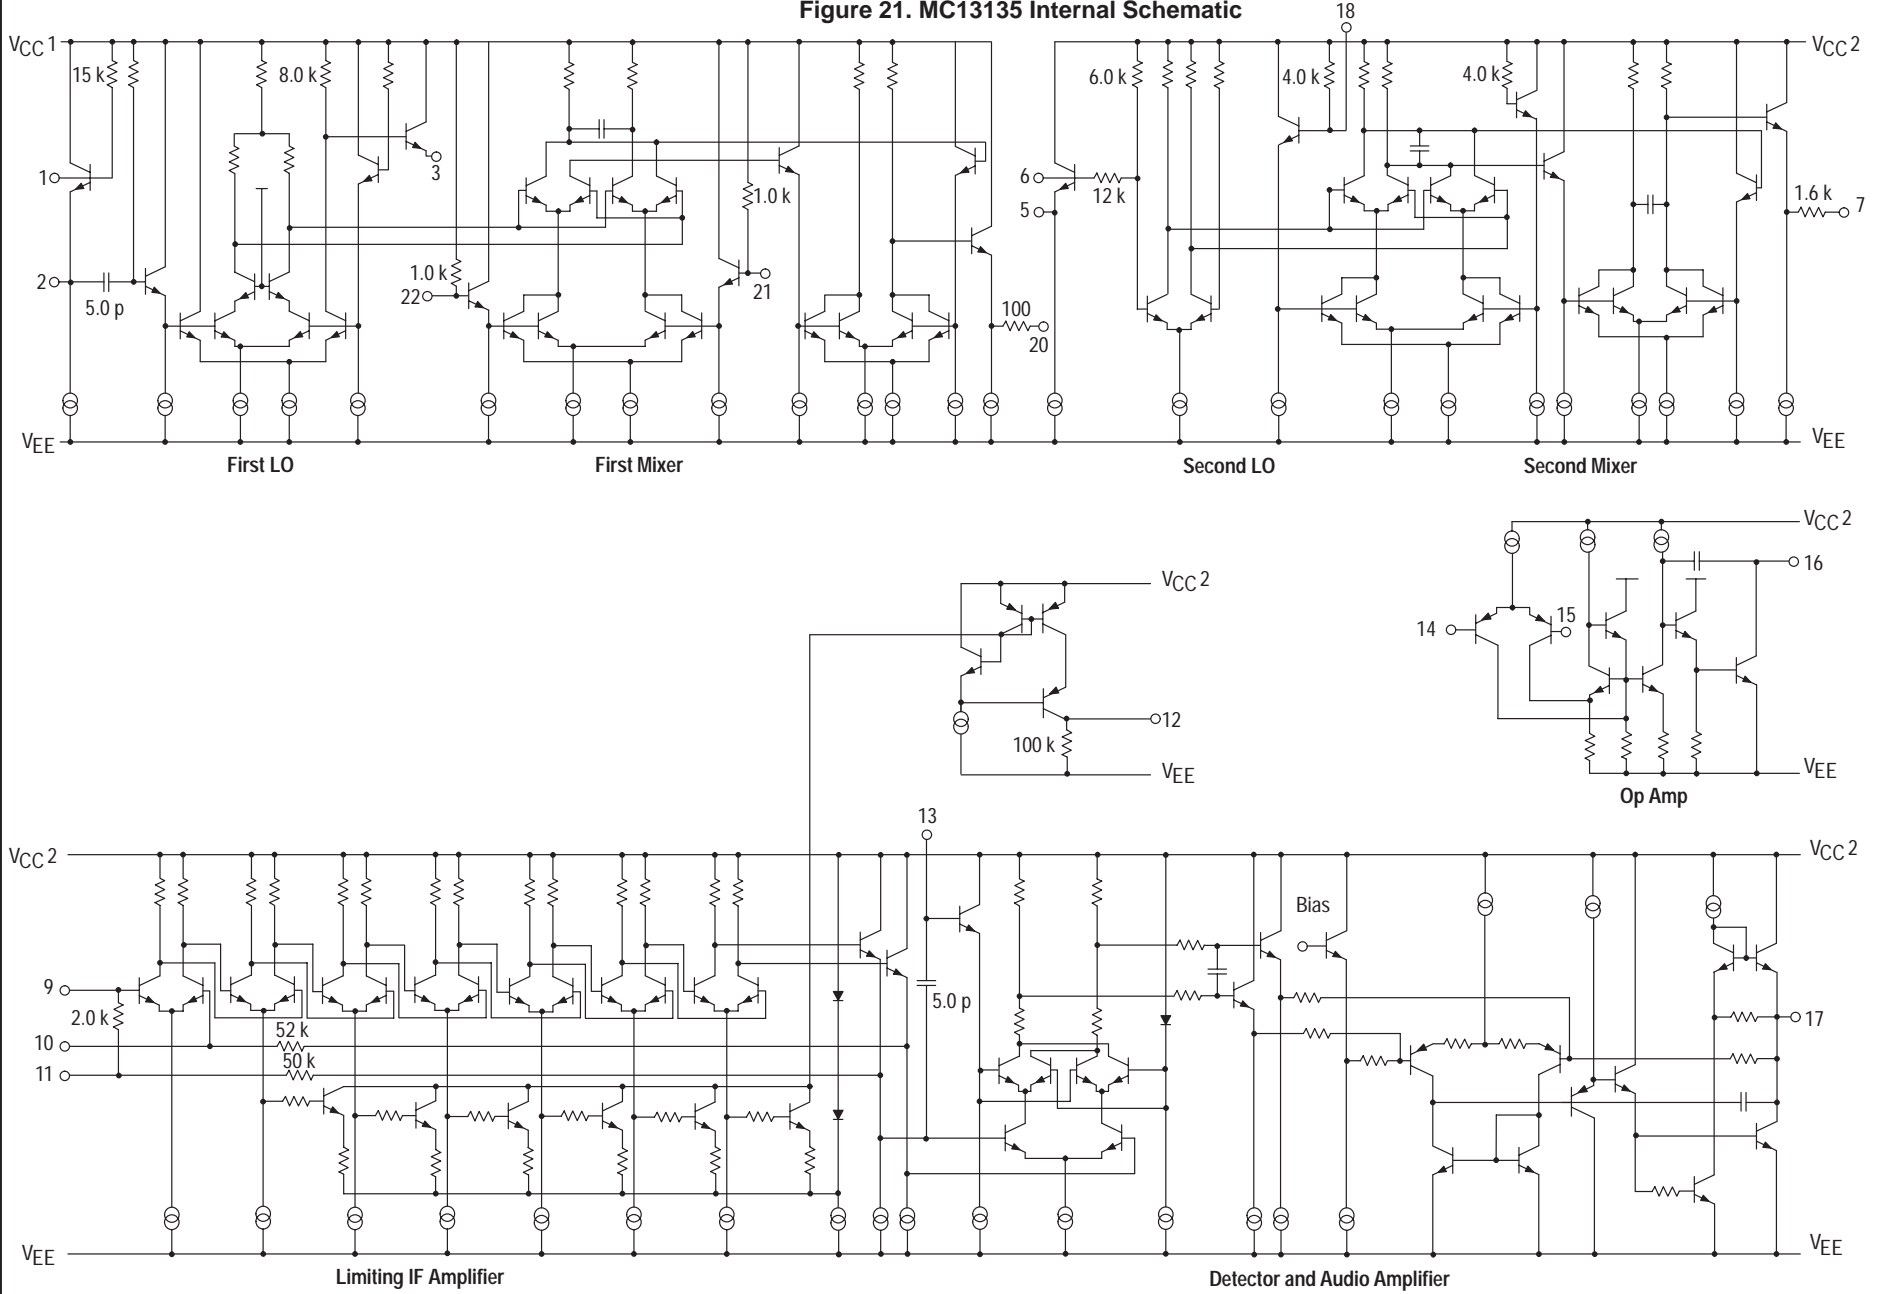 Figure 21. MC13135 Internal Schematic
18
VCC 1
15 k
8.0 k
6.0 k
4.0 k
4.0 k
VCC 2
1
3
1.0 k
6
12 k
5
1.6 k
7
2
5.0 p
1.0 k
22
21
100
20
VEE
VEE
First LO
First Mixer
Second LO
Second Mixer
VCC 2
16
VCC 2
14
15
12
100 k
VEE
VEE
Op Amp
13
VCC 2
VCC 2
Bias
9
2.0 k
5.0 p
17
10
52 k
50 k
11
VEE
VEE
Limiting IF Amplifier
Detector and Audio Amplifier